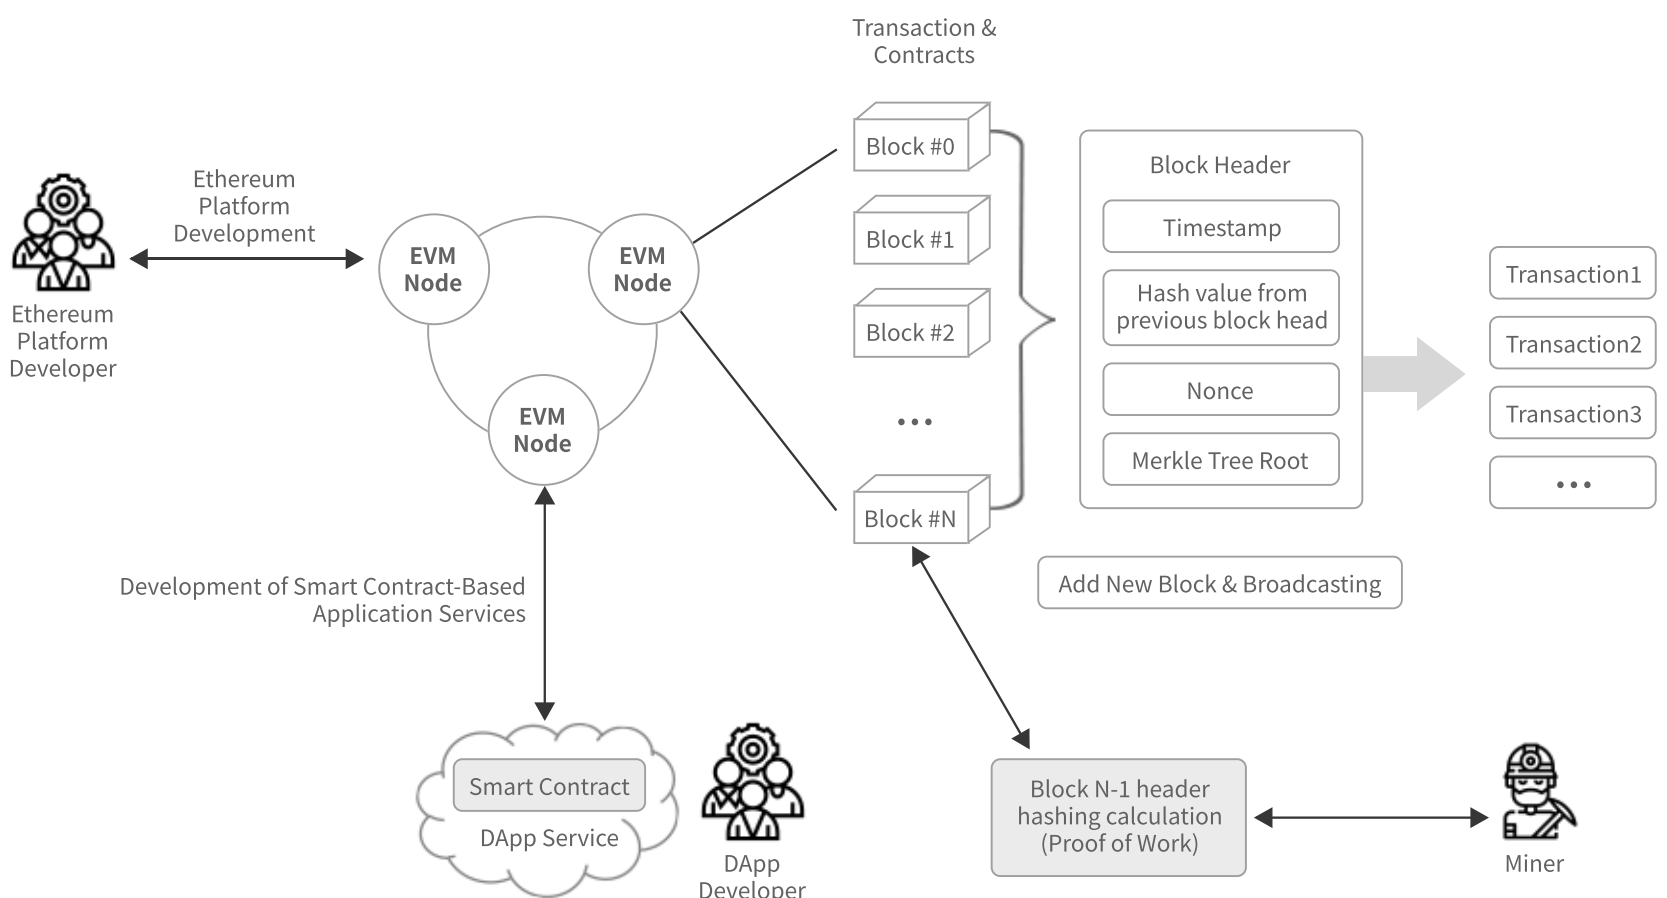 Transaction &
Contracts
Block #0
Block #1
Block #2
...
Block #N
Block Header
Timestamp
Hash value from
previous block head
Nonce
Merkle Tree Root
Transaction1
Transaction2
Transaction3
...
Ethereum
Platform
Development
Ethereum
Platform
Developer
EVM
Node
EVM
Node
EVM
Node
Development of Smart Contract-Based
Application Services
Add New Block & Broadcasting
Smart Contract
DApp Service
DApp
Developer
Block N-1 header
hashing calculation
(Proof of Work)
Miner